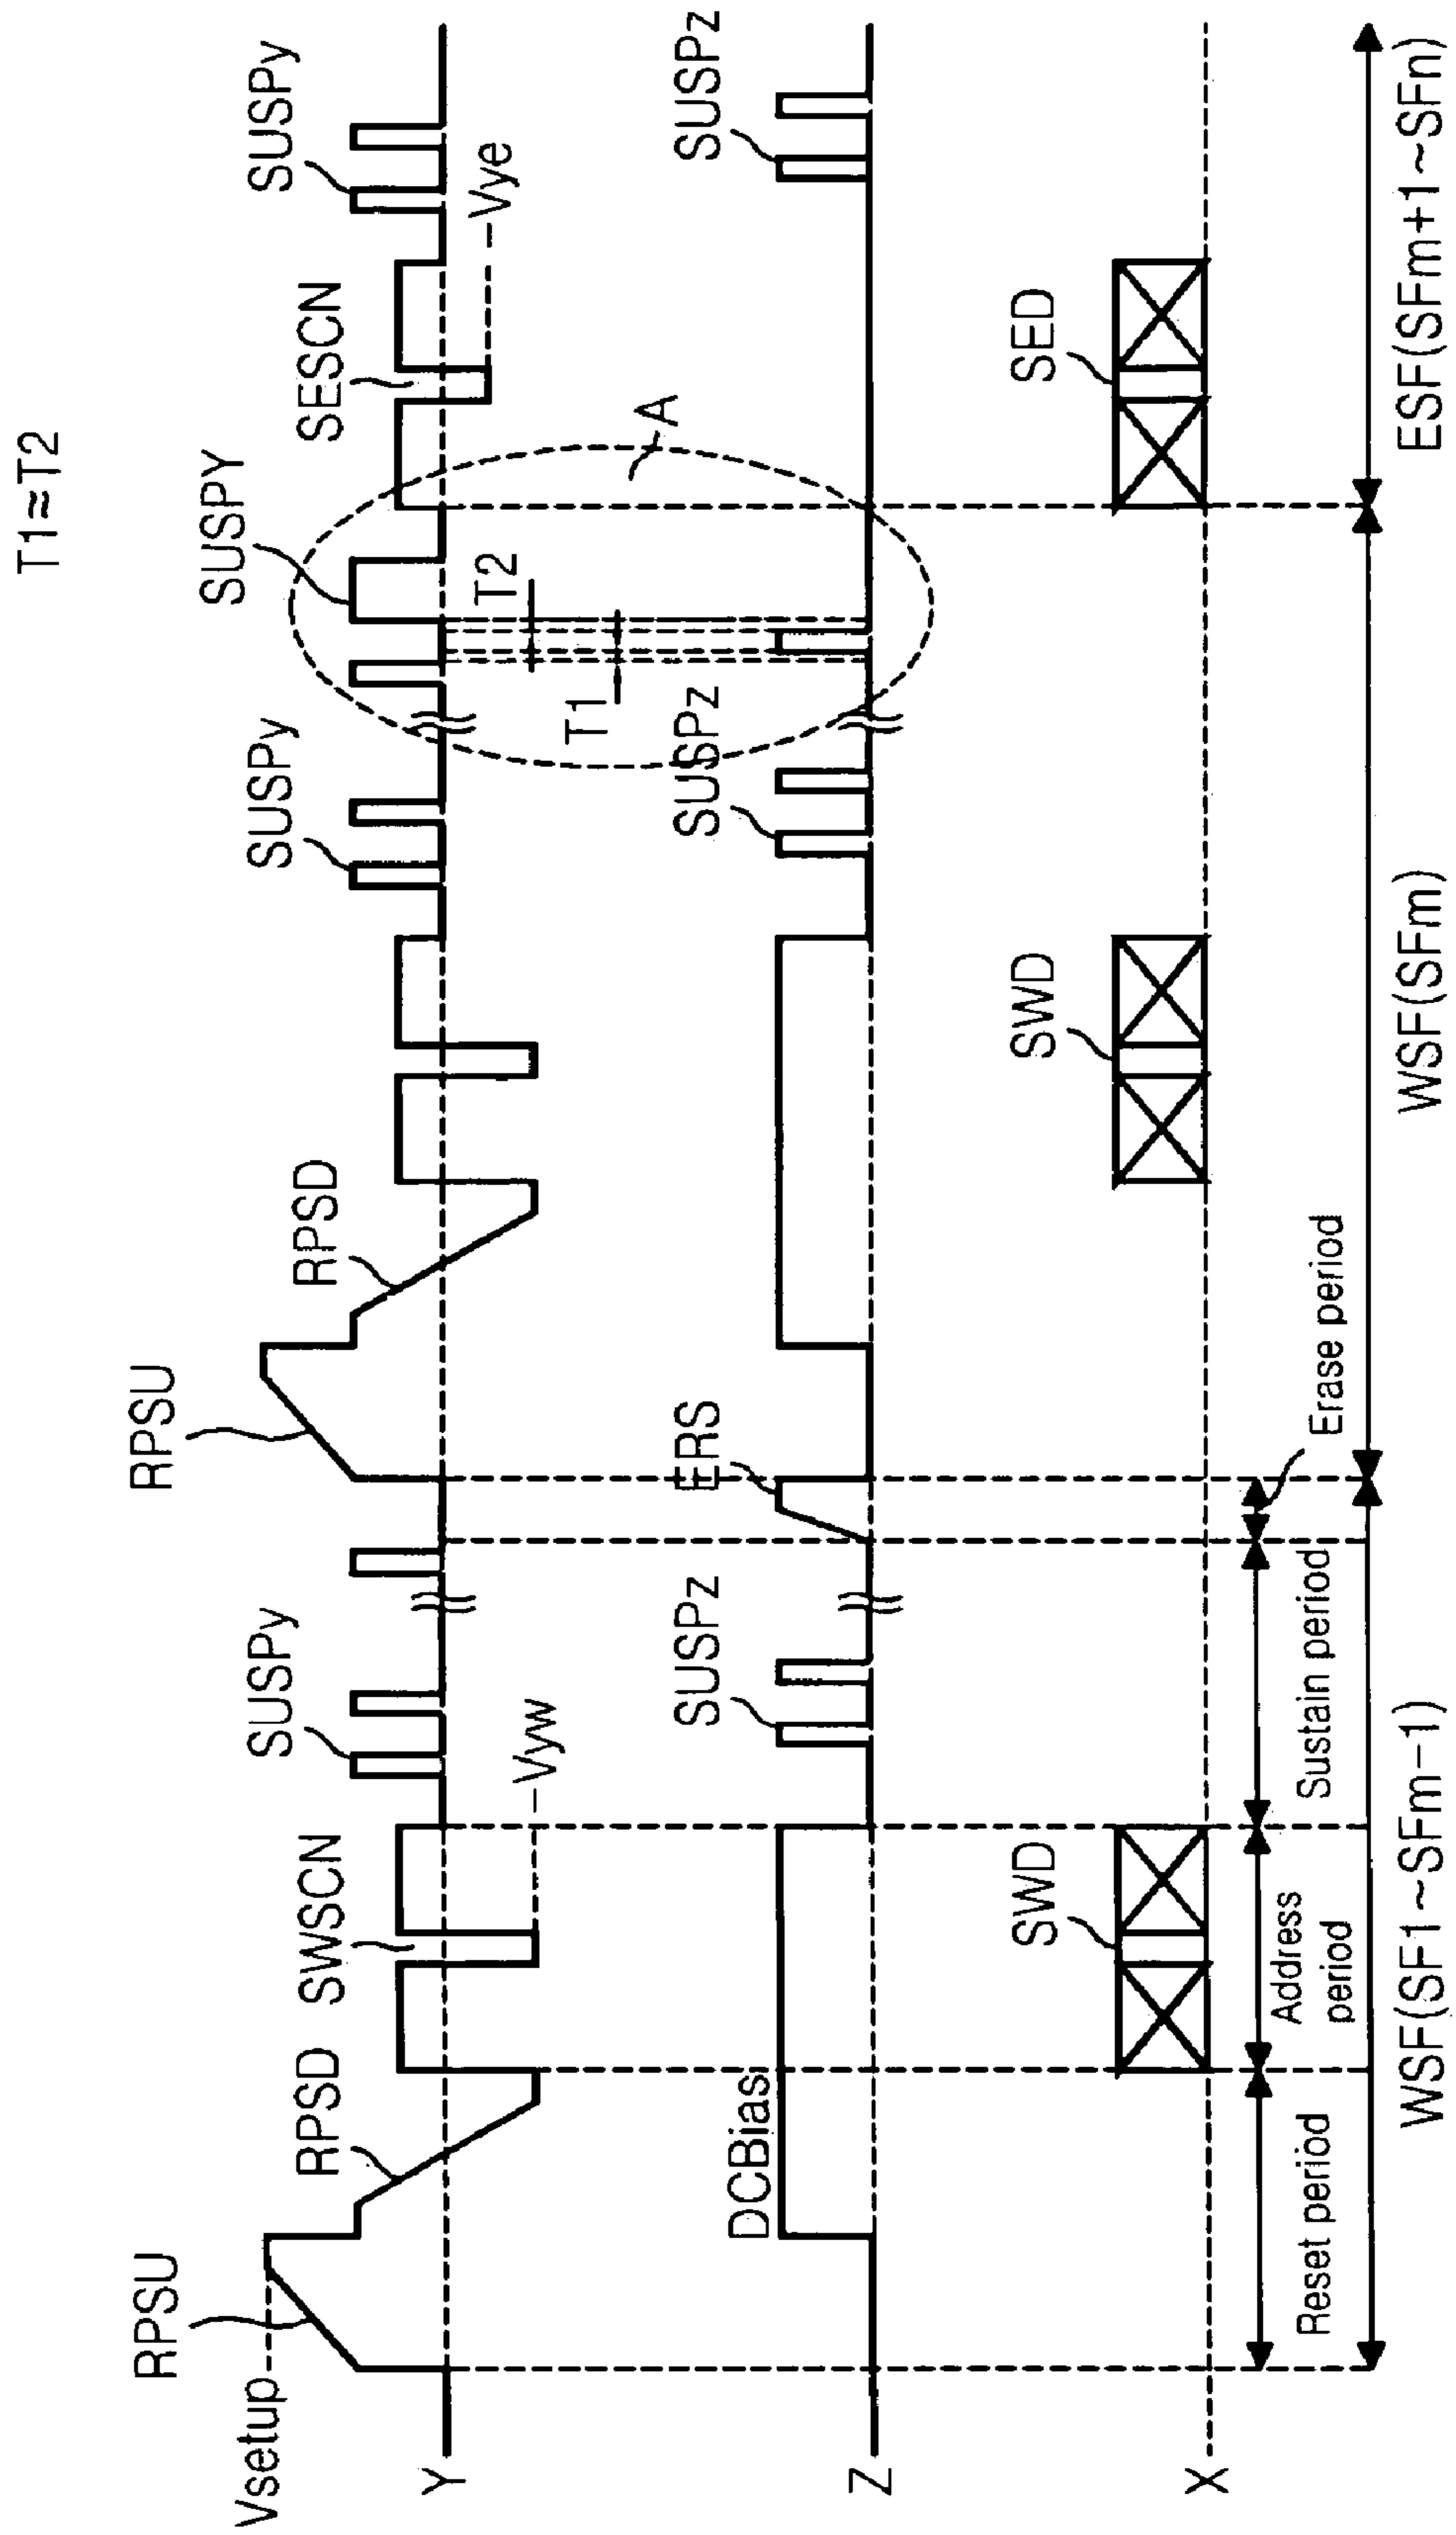 T1≈T2
RPSU
RPSU
SUSPY
Vsetup
RPSD
SWSCN
SUSPy
RPSD
SUSPy
SESCN
SUSPy
Y
Vyw
T2
Vye
T1
A
DCBias
SUSPz
ERS
SUSPz
SUSPz
Z
SWD
SWD
SED
X
Reset period
Address
period
Sustain period
Erase period
WSF(SF1~SFm-1)
WSF(SFm)
ESF(SFm+1~SFn)